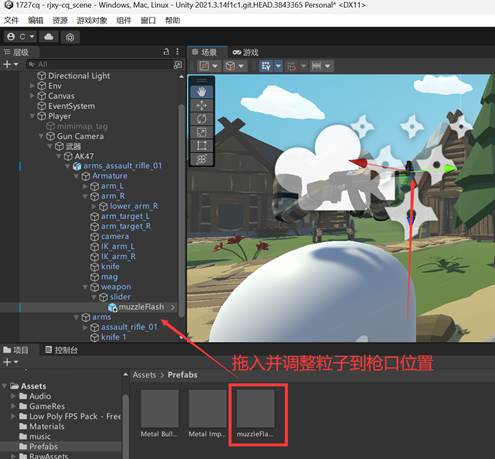 1727cq - rjxy-cq_scene - Windows, Mac, Linux - Unity 2021.3.14f1c1.git.HEAD.3843365 Personal* <DX11>
文件 编辑 资源 游戏对象 组件 窗口 帮助
C
层级
场景 游戏
All
Directional Light
Env
Canvas
EventSystem
Player
minimimap_tag
Gun Camera
武器
AK47
arms_assault_rifle_01
Armature
arm_L
arm_R
lower_arm_R
arm_target_L
arm_target_R
camera
IK_arm_L
IK_arm_R
knife
mag
weapon
slider
muzzleFlash
arms
assault_rifle_01
knife 1
拖入并调整粒子到枪口位置
项目 控制台
Assets
Audio
GameRes
Low Poly FPS Pack - Free
Materials
music
Prefabs
RawAssets
Assets > Prefabs
Metal Bull... Metal Imp... muzzleFla...